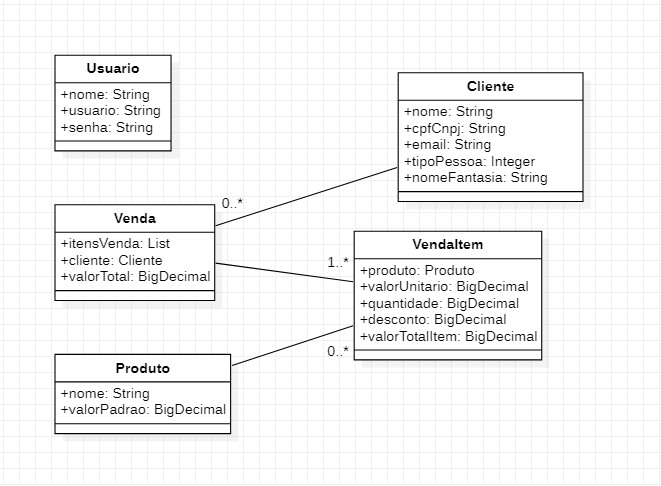 Usuario
+nome: String
+usuario: String
+senha: String
Cliente
+nome: String
+cpfCnpj: String
+email: String
+tipoPessoa: Integer
+nomeFantasia: String
0..*
Venda
+itensVenda: List
+cliente: Cliente
+valorTotal: BigDecimal
1..*
VendaItem
+produto: Produto
+valorUnitario: BigDecimal
+quantidade: BigDecimal
+desconto: BigDecimal
+valorTotalItem: BigDecimal
0..*
Produto
+nome: String
+valorPadrao: BigDecimal